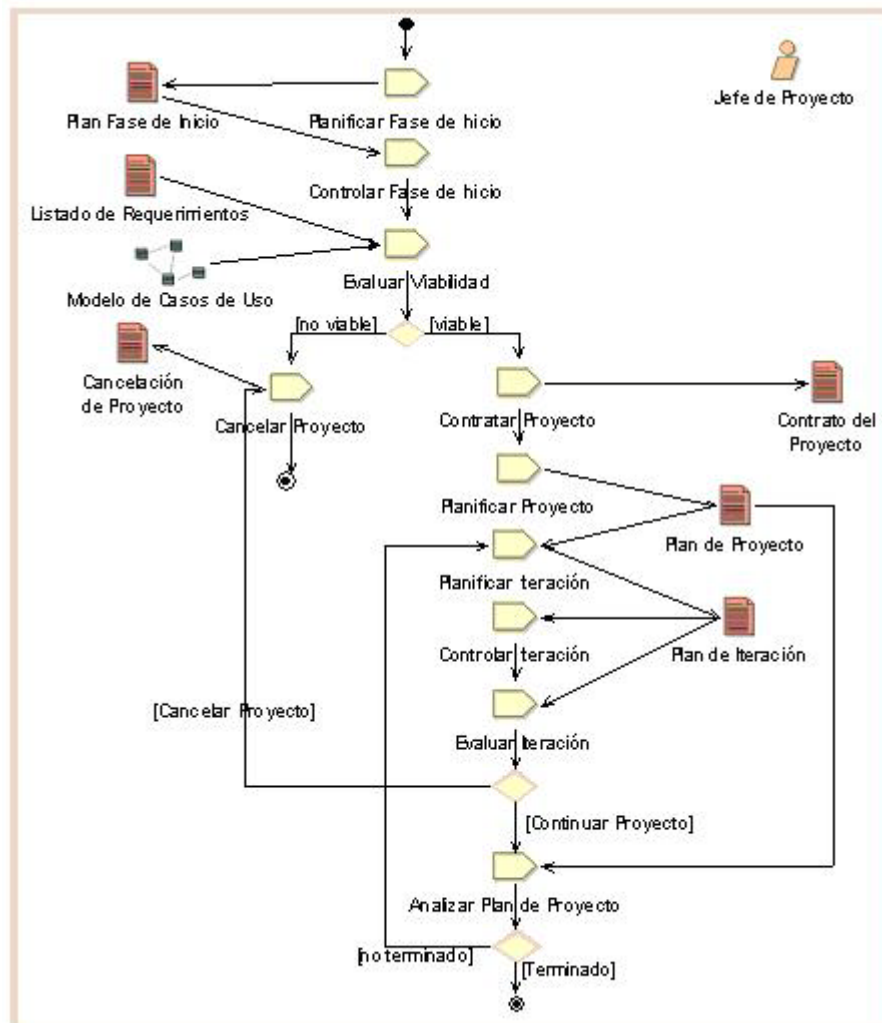 Jefe de Proyecto
Plan Fase de Inicio
Planificar Fase de Inicio
Controlar Fase de Inicio
Listado de Requerimientos
Evaluar Viabilidad
Modelo de Casos de Uso
[no viable]
[viable]
Cancelación
de Proyecto
Cancelar Proyecto
Contratar Proyecto
Contrato del
Proyecto
Planificar Proyecto
Plan de Proyecto
Planificar Iteración
Controlar Iteración
Plan de Iteración
[Cancelar Proyecto]
Evaluar Iteración
[Continuar Proyecto]
Analizar Plan de Proyecto
[no terminado]
[Terminado]